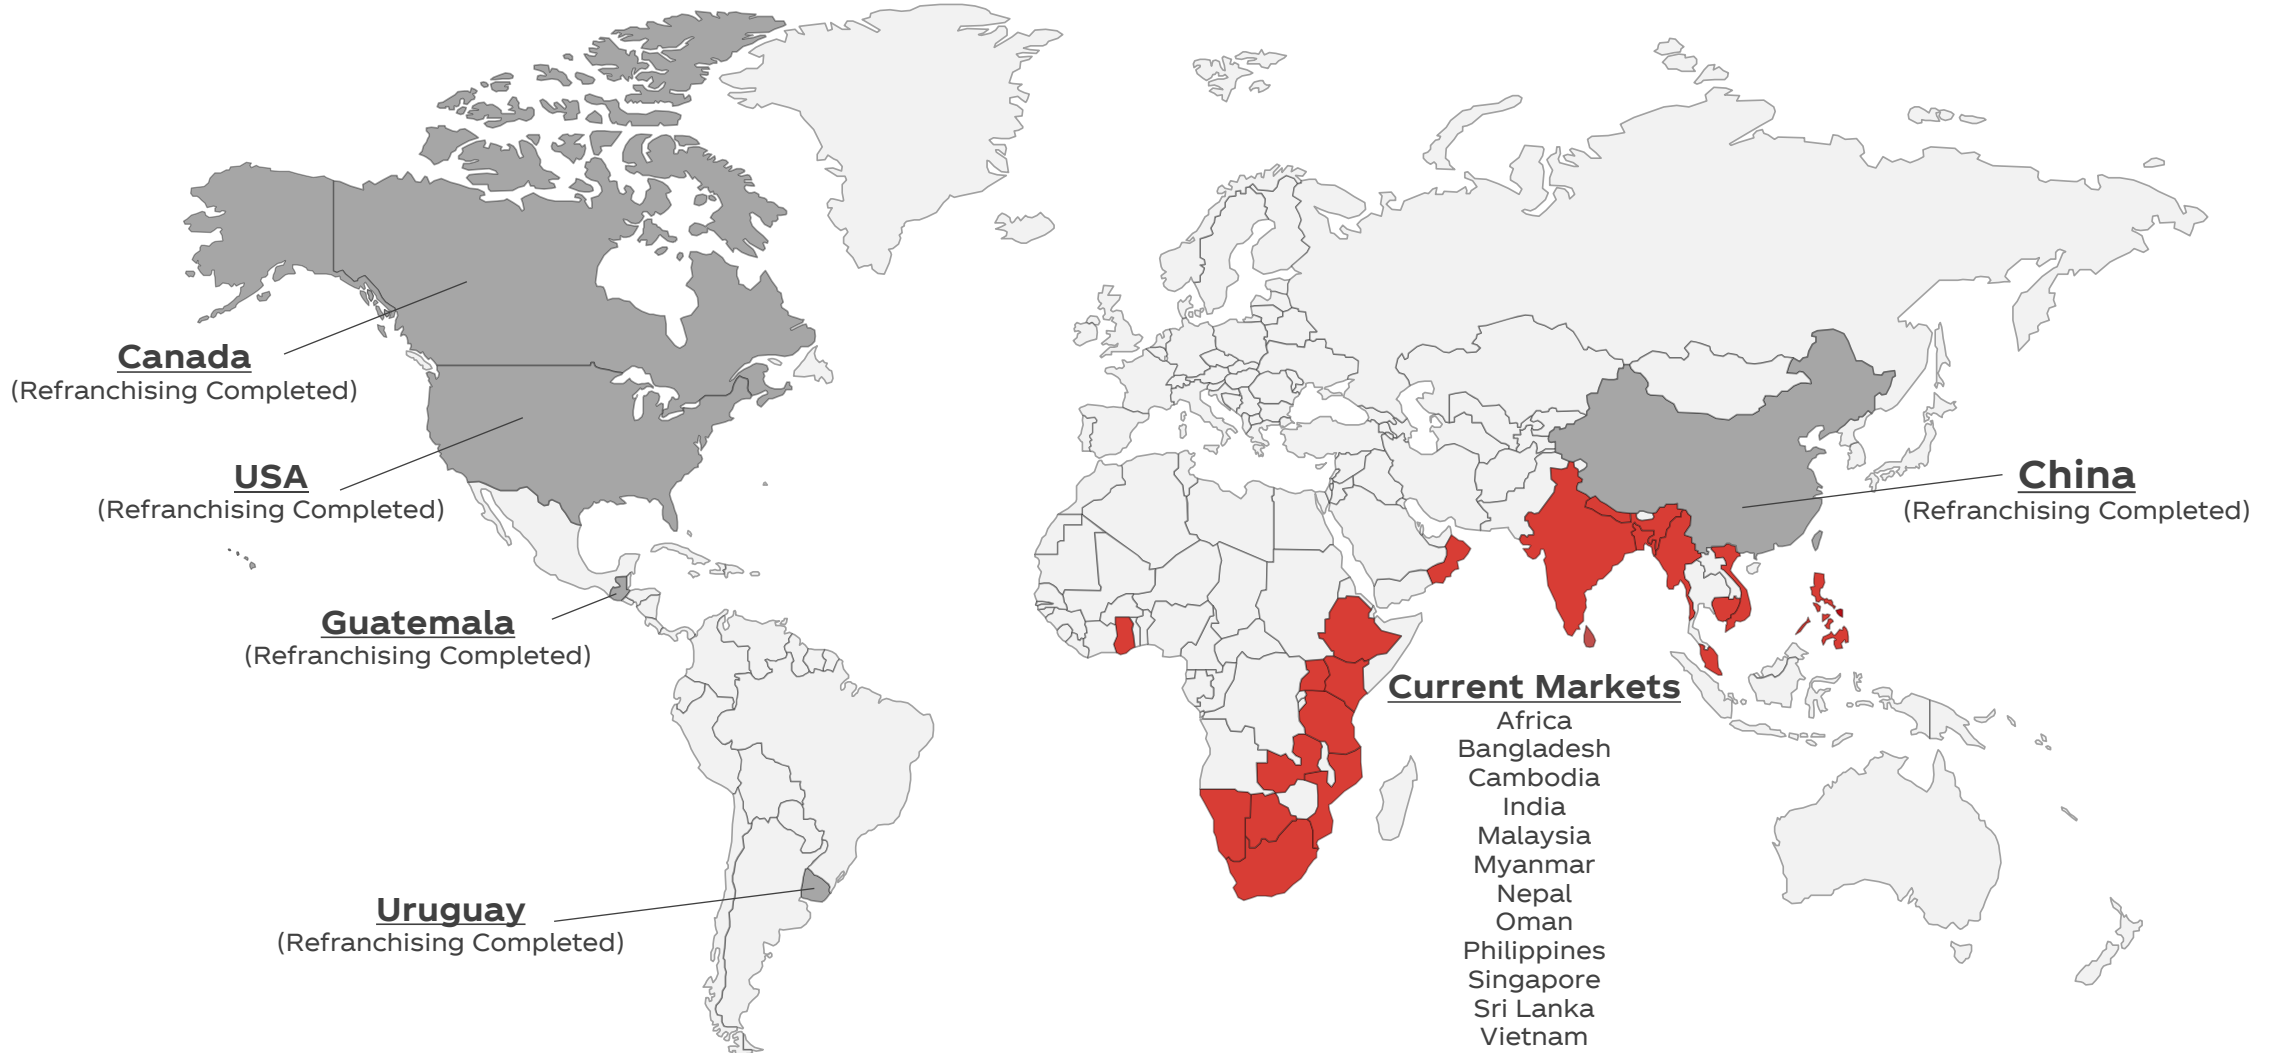 Canada
(Refranchising Completed)
USA
(Refranchising Completed)
China
(Refranchising Completed)
Guatemala
(Refranchising Completed)
Current Markets
Africa
Bangladesh
Cambodia
India
Malaysia
Myanmar
Nepal
Oman
Philippines
Singapore
Sri Lanka
Vietnam
Uruguay
(Refranchising Completed)